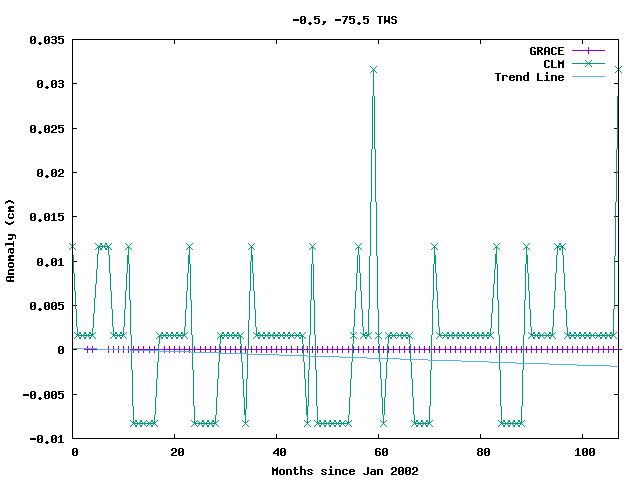 -0.5, -75.5 TWS
GRACE
CLM
Trend Line
0.035
0.03
0.025
0.02
0.015
0.01
0.005
0
-0.005
-0.01
Anomaly (cm)
0 20 40 60 80 100
Months since Jan 2002